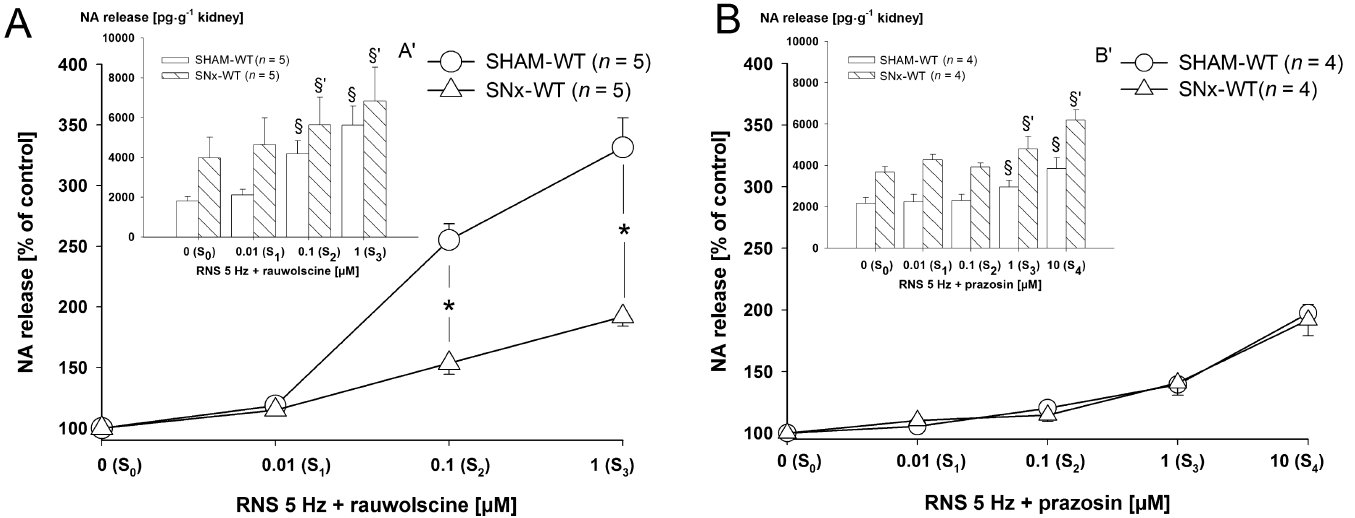 A
NA release [pg·g⁻¹ kidney]
10000
8000
6000
4000
2000
0
SHAM-WT (n = 5)
SNx-WT (n = 5)
§
§'
§
§'
0 (S0)
0.01 (S1)
0.1 (S2)
1 (S3)
RNS 5 Hz + rauwolscine [µM]
A'
SHAM-WT (n = 5)
SNx-WT (n = 5)
NA release [% of control]
400
350
300
250
200
150
100
*
*
0 (S0)
0.01 (S1)
0.1 (S2)
1 (S3)
RNS 5 Hz + rauwolscine [µM]
B
NA release [pg·g⁻¹ kidney]
10000
8000
6000
4000
2000
0
SHAM-WT (n = 4)
SNx-WT (n = 4)
§
§'
§
§'
0 (S0)
0.01 (S1)
0.1 (S2)
1 (S3)
10 (S4)
RNS 5 Hz + prazosin [µM]
B'
SHAM-WT (n = 4)
SNx-WT (n = 4)
NA release [% of control]
400
350
300
250
200
150
100
0 (S0)
0.01 (S1)
0.1 (S2)
1 (S3)
10 (S4)
RNS 5 Hz + prazosin [µM]